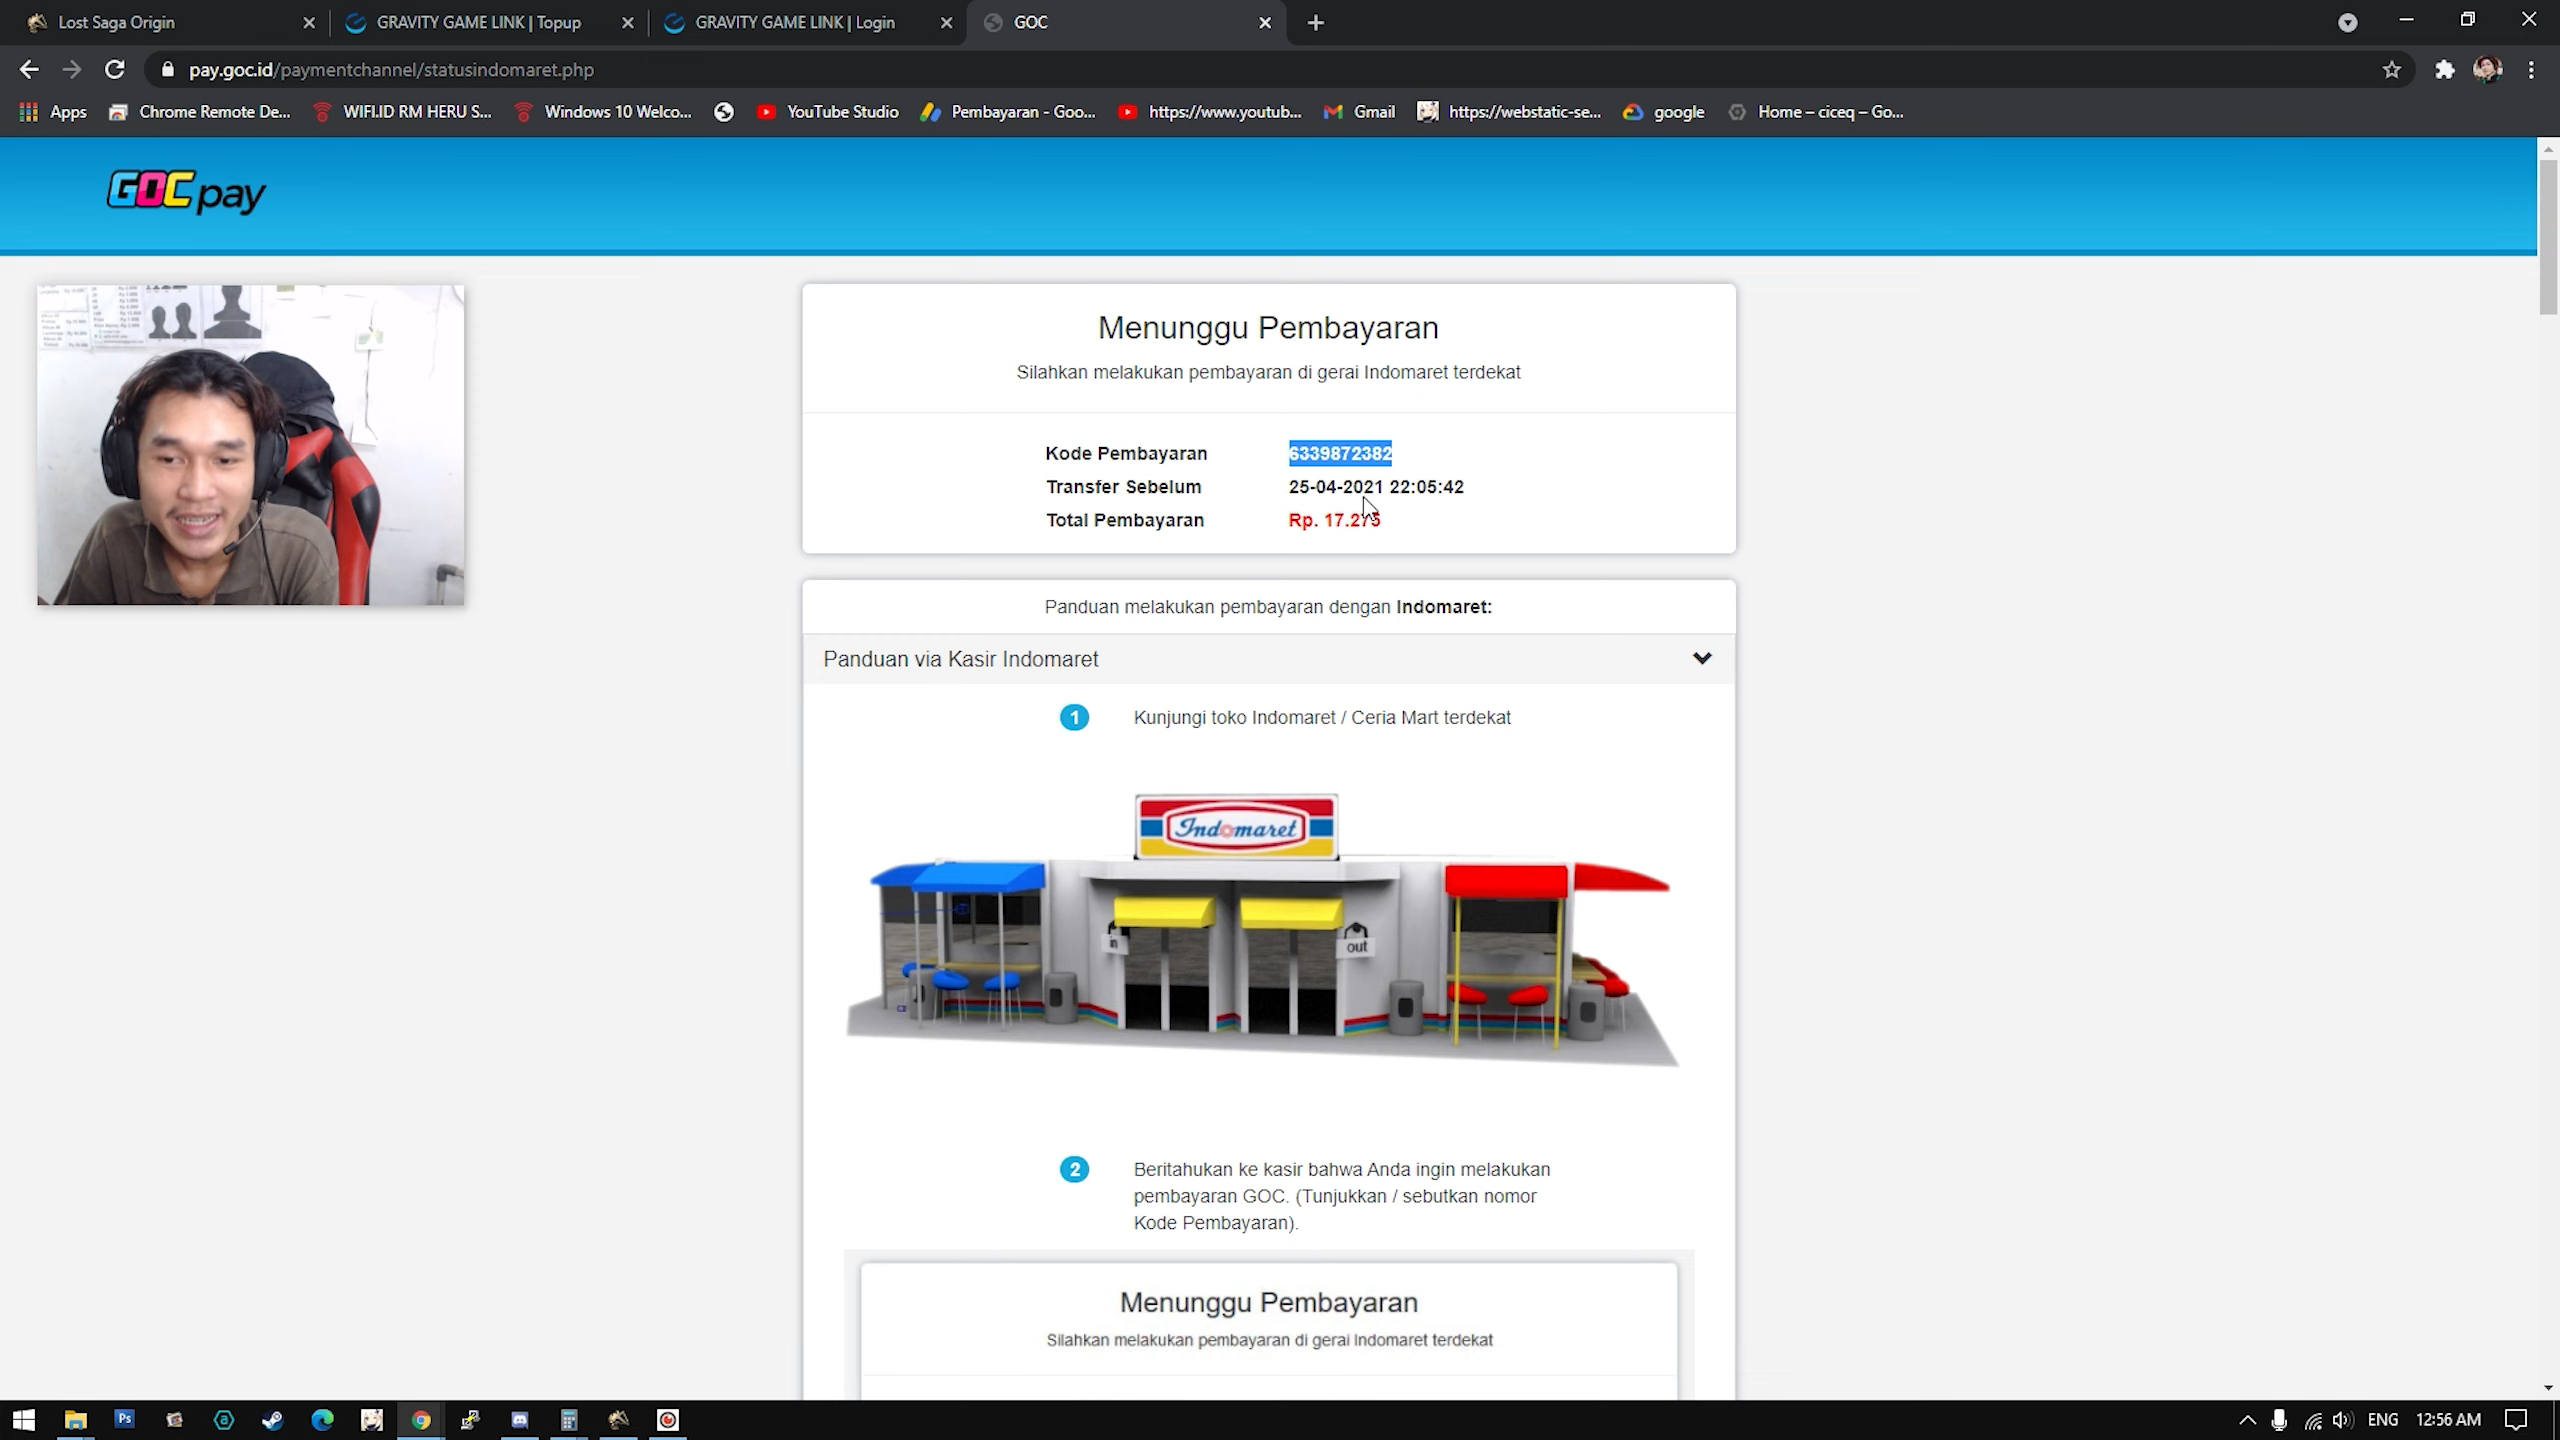 Lost Saga Origin
GRAVITY GAME LINK | Topup
GRAVITY GAME LINK | Login
GOC
pay.goc.id/paymentchannel/statusindomaret.php
Apps
Chrome Remote De...
WIFI.ID RM HERU S...
Windows 10 Welco...
YouTube Studio
Pembayaran - Goo...
https://www.youtub...
Gmail
https://webstatic-se...
google
Home – ciceq – Go...
GOC pay
Menunggu Pembayaran
Silahkan melakukan pembayaran di gerai Indomaret terdekat
Kode Pembayaran 6339872382
Transfer Sebelum 25-04-2021 22:05:42
Total Pembayaran Rp. 17.275
Panduan melakukan pembayaran dengan Indomaret:
Panduan via Kasir Indomaret
1 Kunjungi toko Indomaret / Ceria Mart terdekat
Indomaret
in
out
2 Beritahukan ke kasir bahwa Anda ingin melakukan
pembayaran GOC. (Tunjukkan / sebutkan nomor
Kode Pembayaran).
Menunggu Pembayaran
Silahkan melakukan pembayaran di gerai Indomaret terdekat
Ps
ENG
12:56 AM